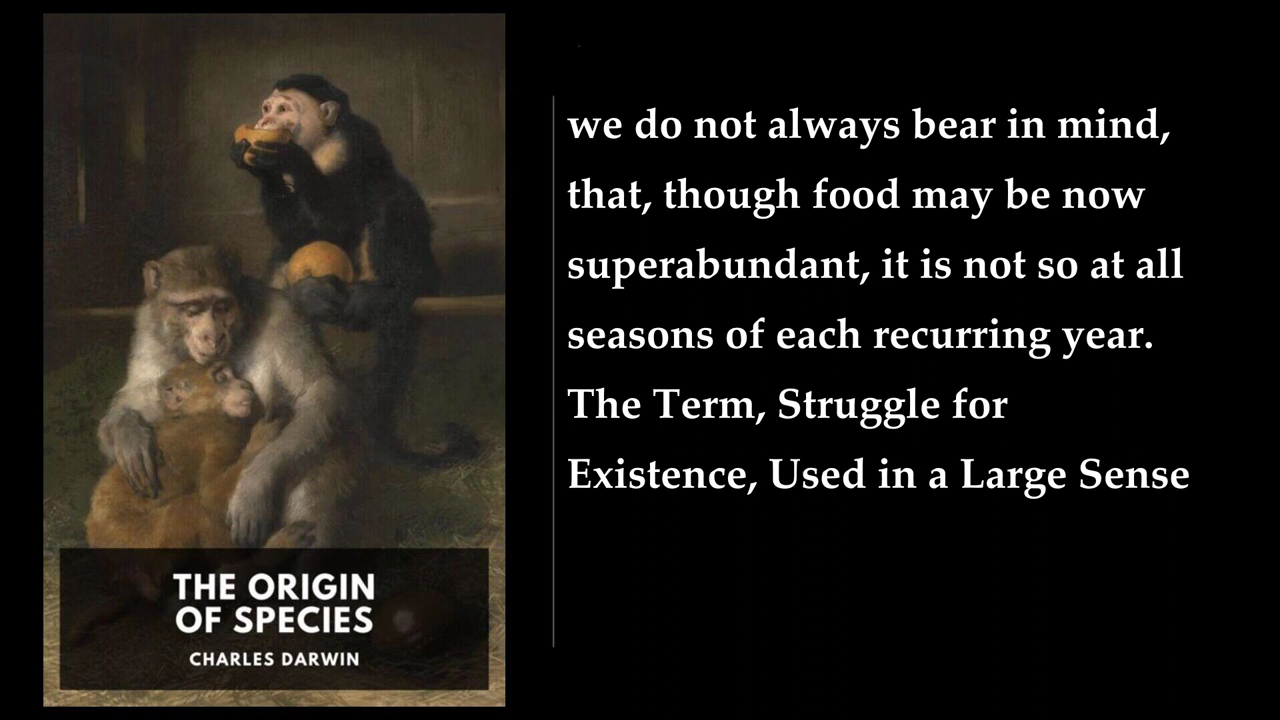 THE ORIGIN
OF SPECIES
CHARLES DARWIN
we do not always bear in mind,
that, though food may be now
superabundant, it is not so at all
seasons of each recurring year.
The Term, Struggle for
Existence, Used in a Large Sense